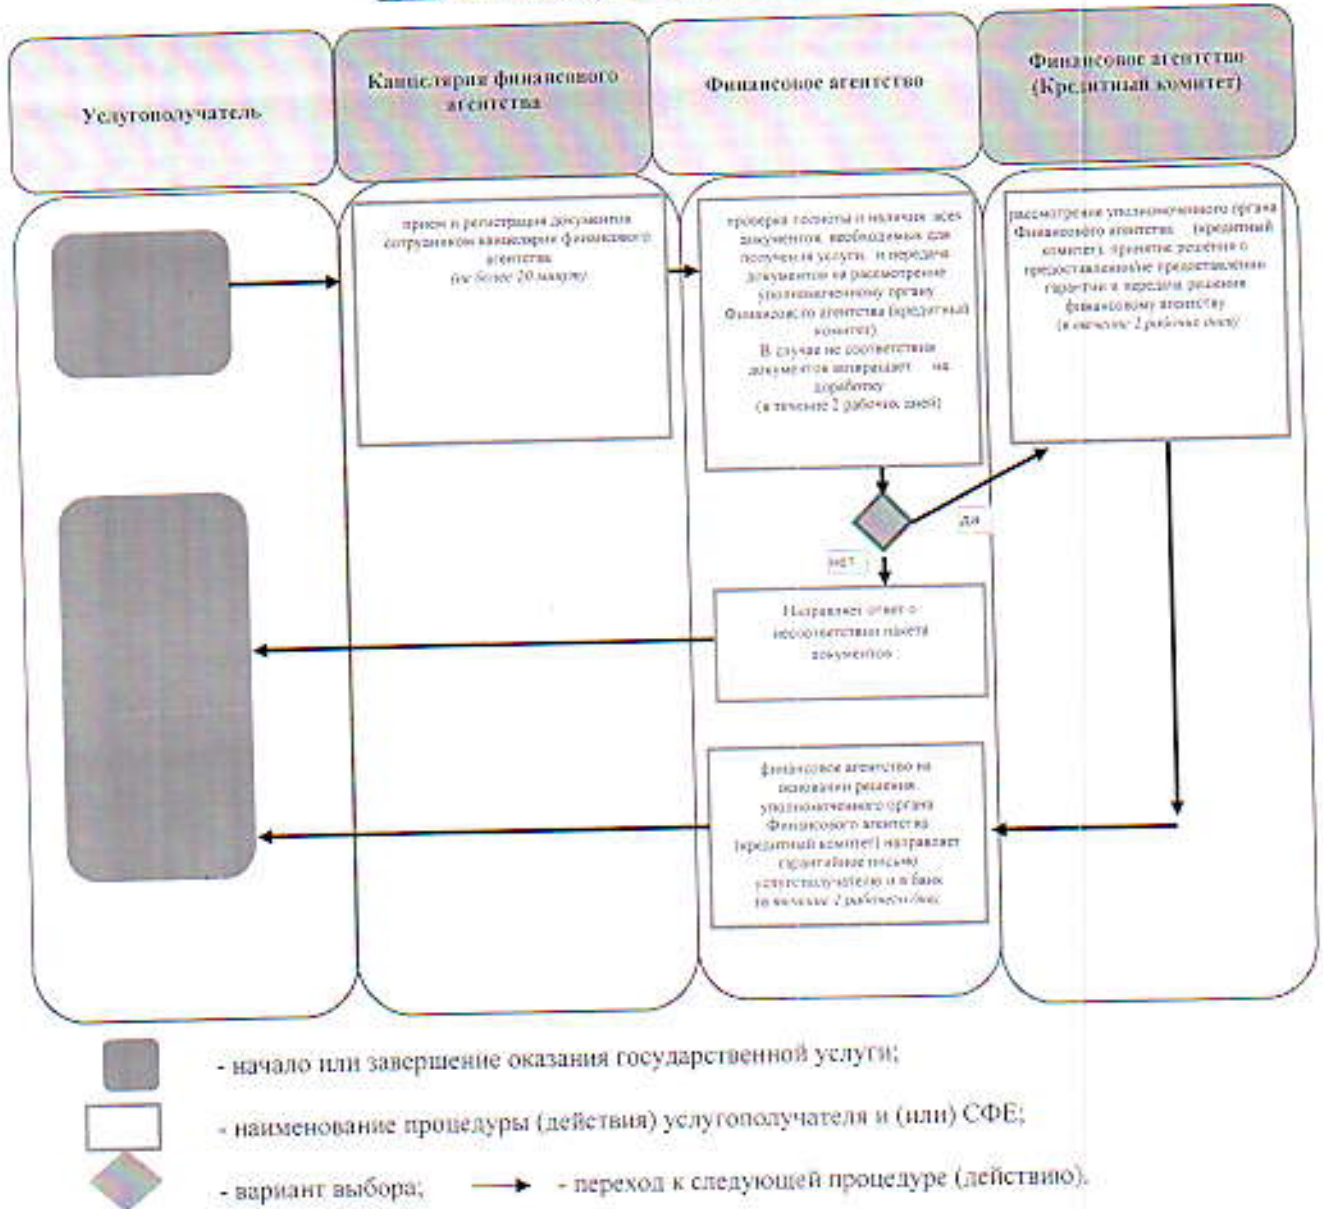 Услугополучатель
Канцелярия финансового
агентства
Финансовое агентство
Финансовое агентство
(Кредитный комитет)
прием и регистрация документов
сотрудником канцелярии финансового
агентства
(не более 20 минут)
проверка полноты и наличия всех
документов, необходимых для
получения услуги, и передача
документов на рассмотрение
уполномоченному органу
Финансового агентства (кредитный
комитет)
В случае не соответствия
документов возвращает на
доработку
(в течение 2 рабочих дней)
рассмотрение уполномоченного органа
Финансового агентства (кредитный
комитет), принятие решения о
предоставлении/не предоставлении
гарантии и передача решения
финансовому агентству
(в течение 2 рабочих дней)
да
нет
Направляет ответ о
несоответствии пакета
документов
финансовое агентство на
основании решения
уполномоченного органа
Финансового агентства
(кредитный комитет) направляет
гарантийное письмо
услугополучателю и в банк
(в течение 1 рабочего дня)
- начало или завершение оказания государственной услуги;
- наименование процедуры (действия) услугополучателя и (или) СФЕ;
- вариант выбора;
- переход к следующей процедуре (действию).